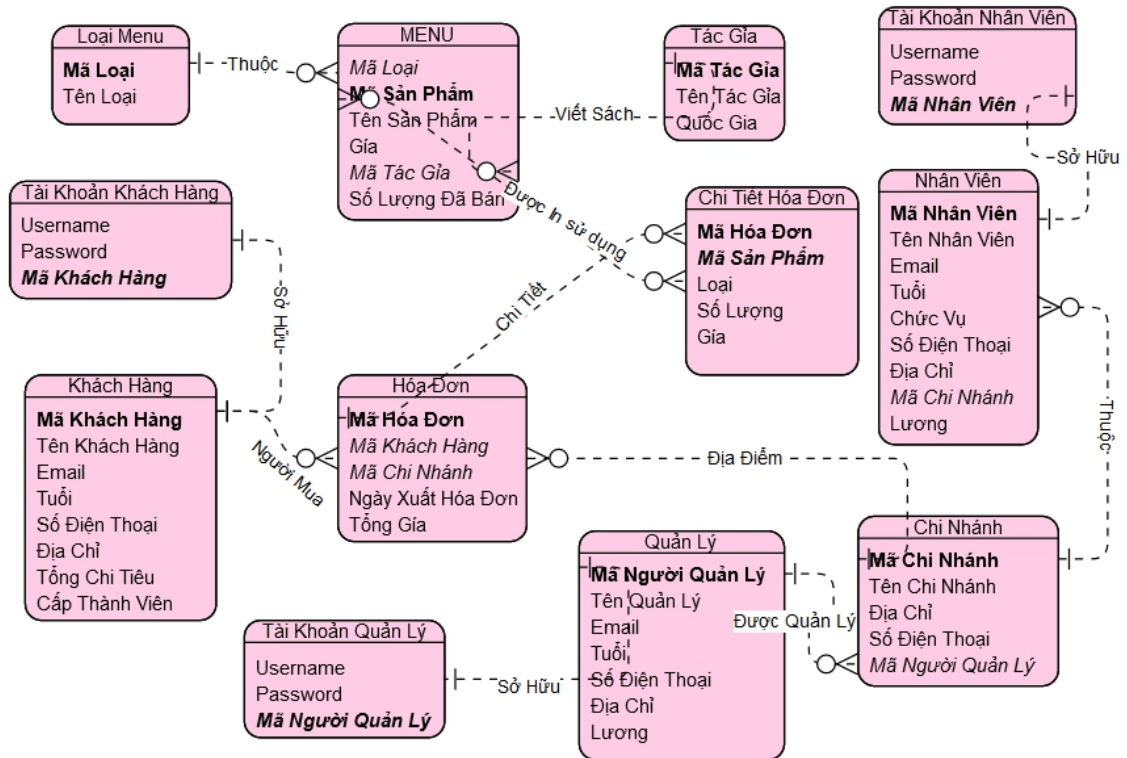 Loại Menu
Mã Loại
Tên Loại
Thuộc
MENU
Mã Loại
Mã Sản Phẩm
Tên Sản Phẩm
Gía
Mã Tác Gỉa
Số Lượng Đã Bán
Viết Sách
Tác Gỉa
Mã Tác Gỉa
Tên Tác Gỉa
Quốc Gia
Tài Khoản Nhân Viên
Username
Password
Mã Nhân Viên
Sở Hữu
Tài Khoản Khách Hàng
Username
Password
Mã Khách Hàng
Sở Hữu
Được In sử dụng
Chi Tiết
Chi Tiết Hóa Đơn
Mã Hóa Đơn
Mã Sản Phẩm
Loại
Số Lượng
Gía
Nhân Viên
Mã Nhân Viên
Tên Nhân Viên
Email
Tuổi
Chức Vụ
Số Điện Thoại
Địa Chỉ
Mã Chi Nhánh
Lương
Thuộc
Khách Hàng
Mã Khách Hàng
Tên Khách Hàng
Email
Tuổi
Số Điện Thoại
Địa Chỉ
Tổng Chi Tiêu
Cấp Thành Viên
Người Mua
Hóa Đơn
Mã Hóa Đơn
Mã Khách Hàng
Mã Chi Nhánh
Ngày Xuất Hóa Đơn
Tổng Gía
Địa Điểm
Tài Khoản Quản Lý
Username
Password
Mã Người Quản Lý
Sở Hữu
Quản Lý
Mã Người Quản Lý
Tên Quản Lý
Email
Tuổi
Số Điện Thoại
Địa Chỉ
Lương
Được Quản Lý
Chi Nhánh
Mã Chi Nhánh
Tên Chi Nhánh
Địa Chỉ
Số Điện Thoại
Mã Người Quản Lý